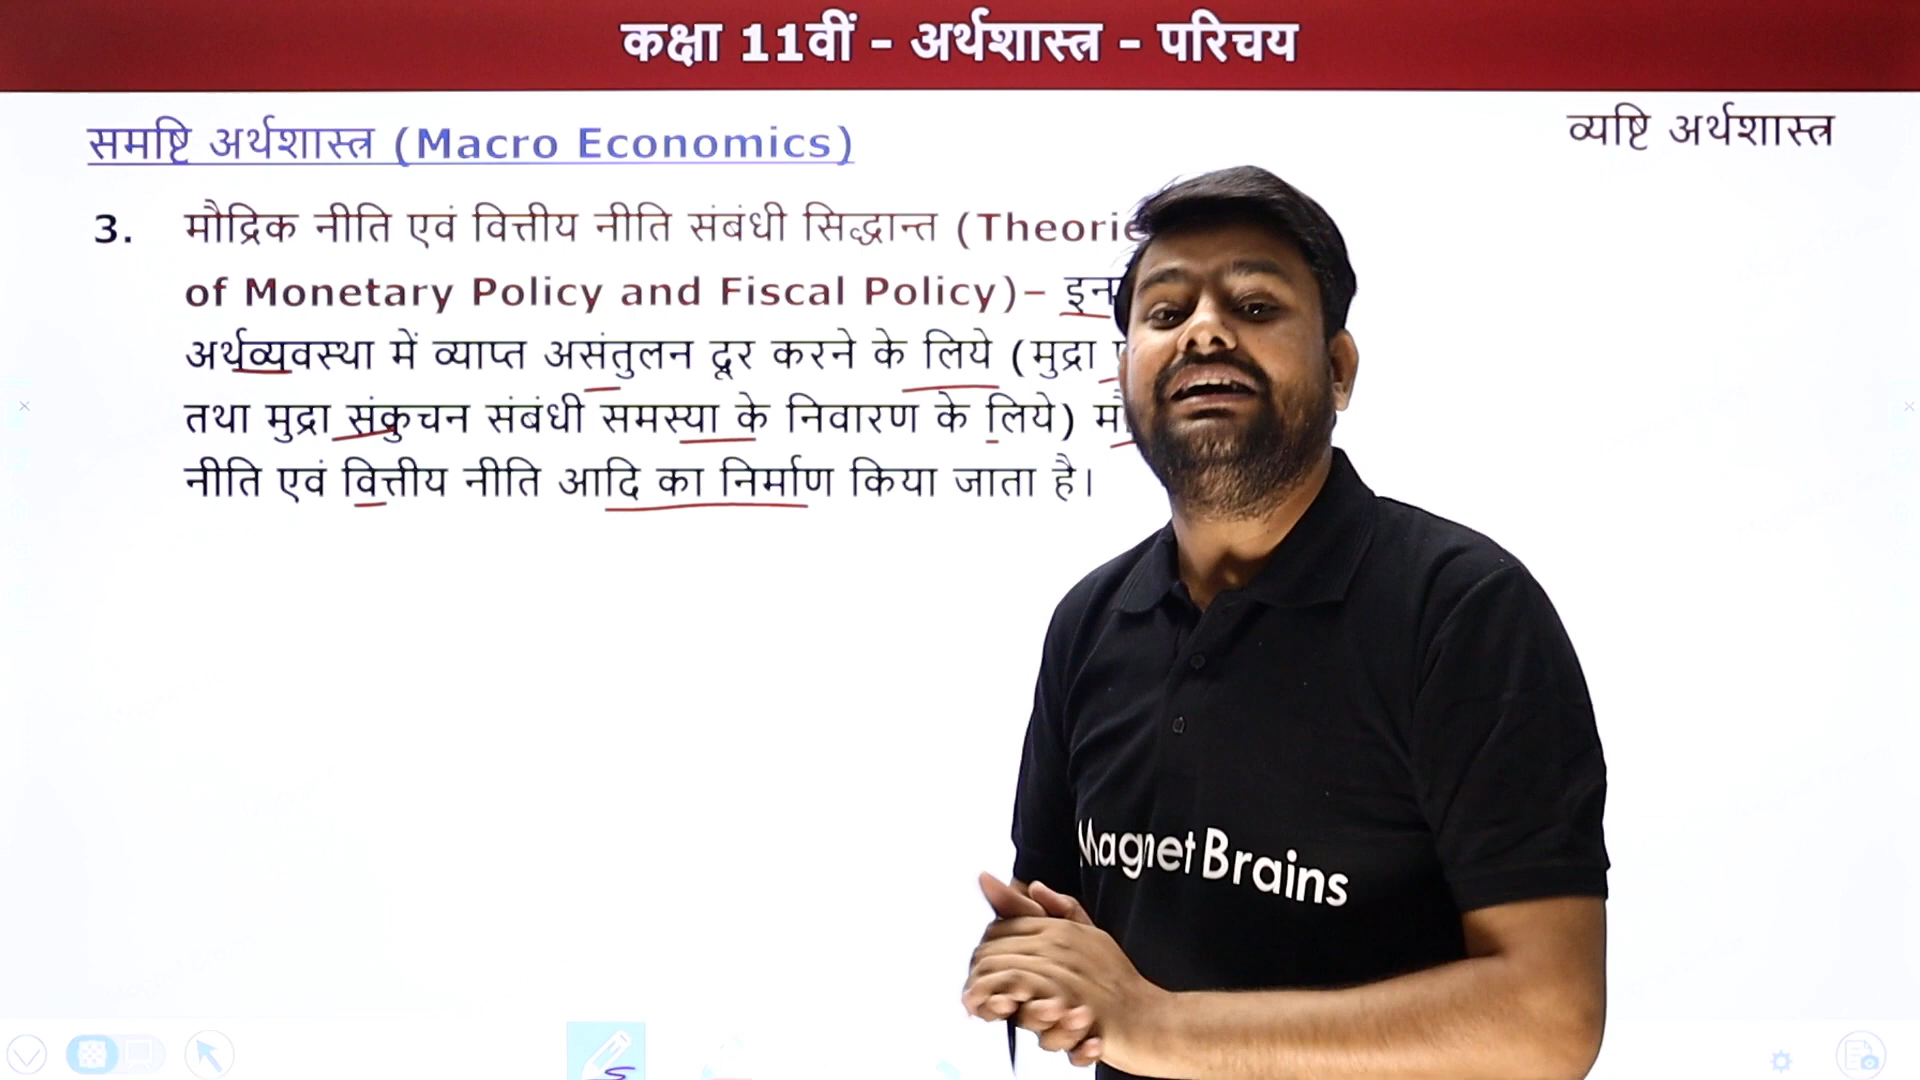 कक्षा 11वीं - अर्थशास्त्र - परिचय
व्यष्टि अर्थशास्त्र
समष्टि अर्थशास्त्र (Macro Economics)
3. मौद्रिक नीति एवं वित्तीय नीति संबंधी सिद्धान्त (Theorie
of Monetary Policy and Fiscal Policy)– इन
अर्थव्यवस्था में व्याप्त असंतुलन दूर करने के लिये (मुद्रा
तथा मुद्रा संकुचन संबंधी समस्या के निवारण के लिये)
नीति एवं वित्तीय नीति आदि का निर्माण किया जाता है।
Magnet Brains